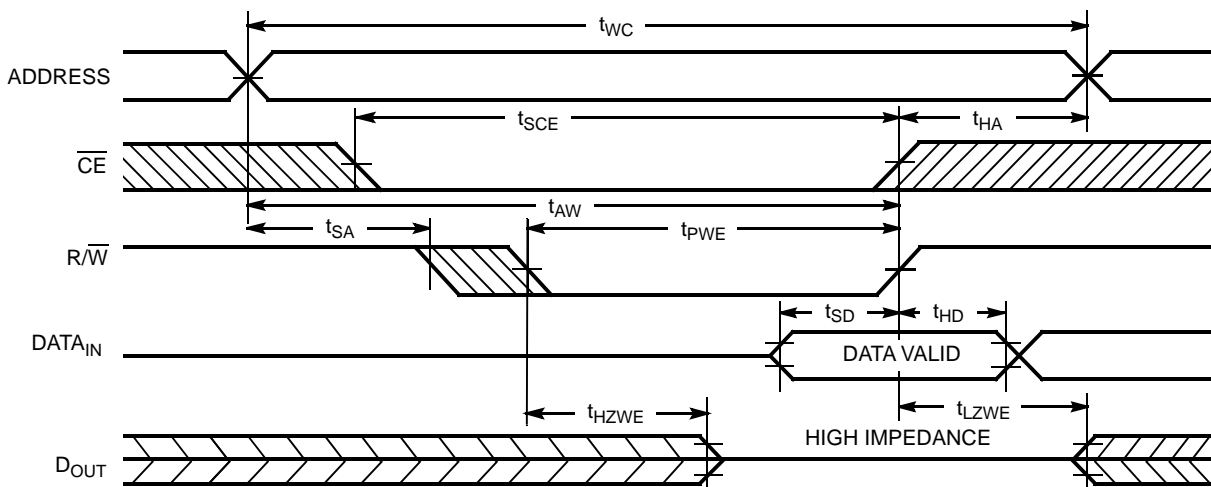 tWC
ADDRESS
tSCE
tHA
CE
tAW
tSA
tPWE
R/W
tSD
tHD
DATAIN
DATA VALID
tHZWE
tLZWE
HIGH IMPEDANCE
DOUT